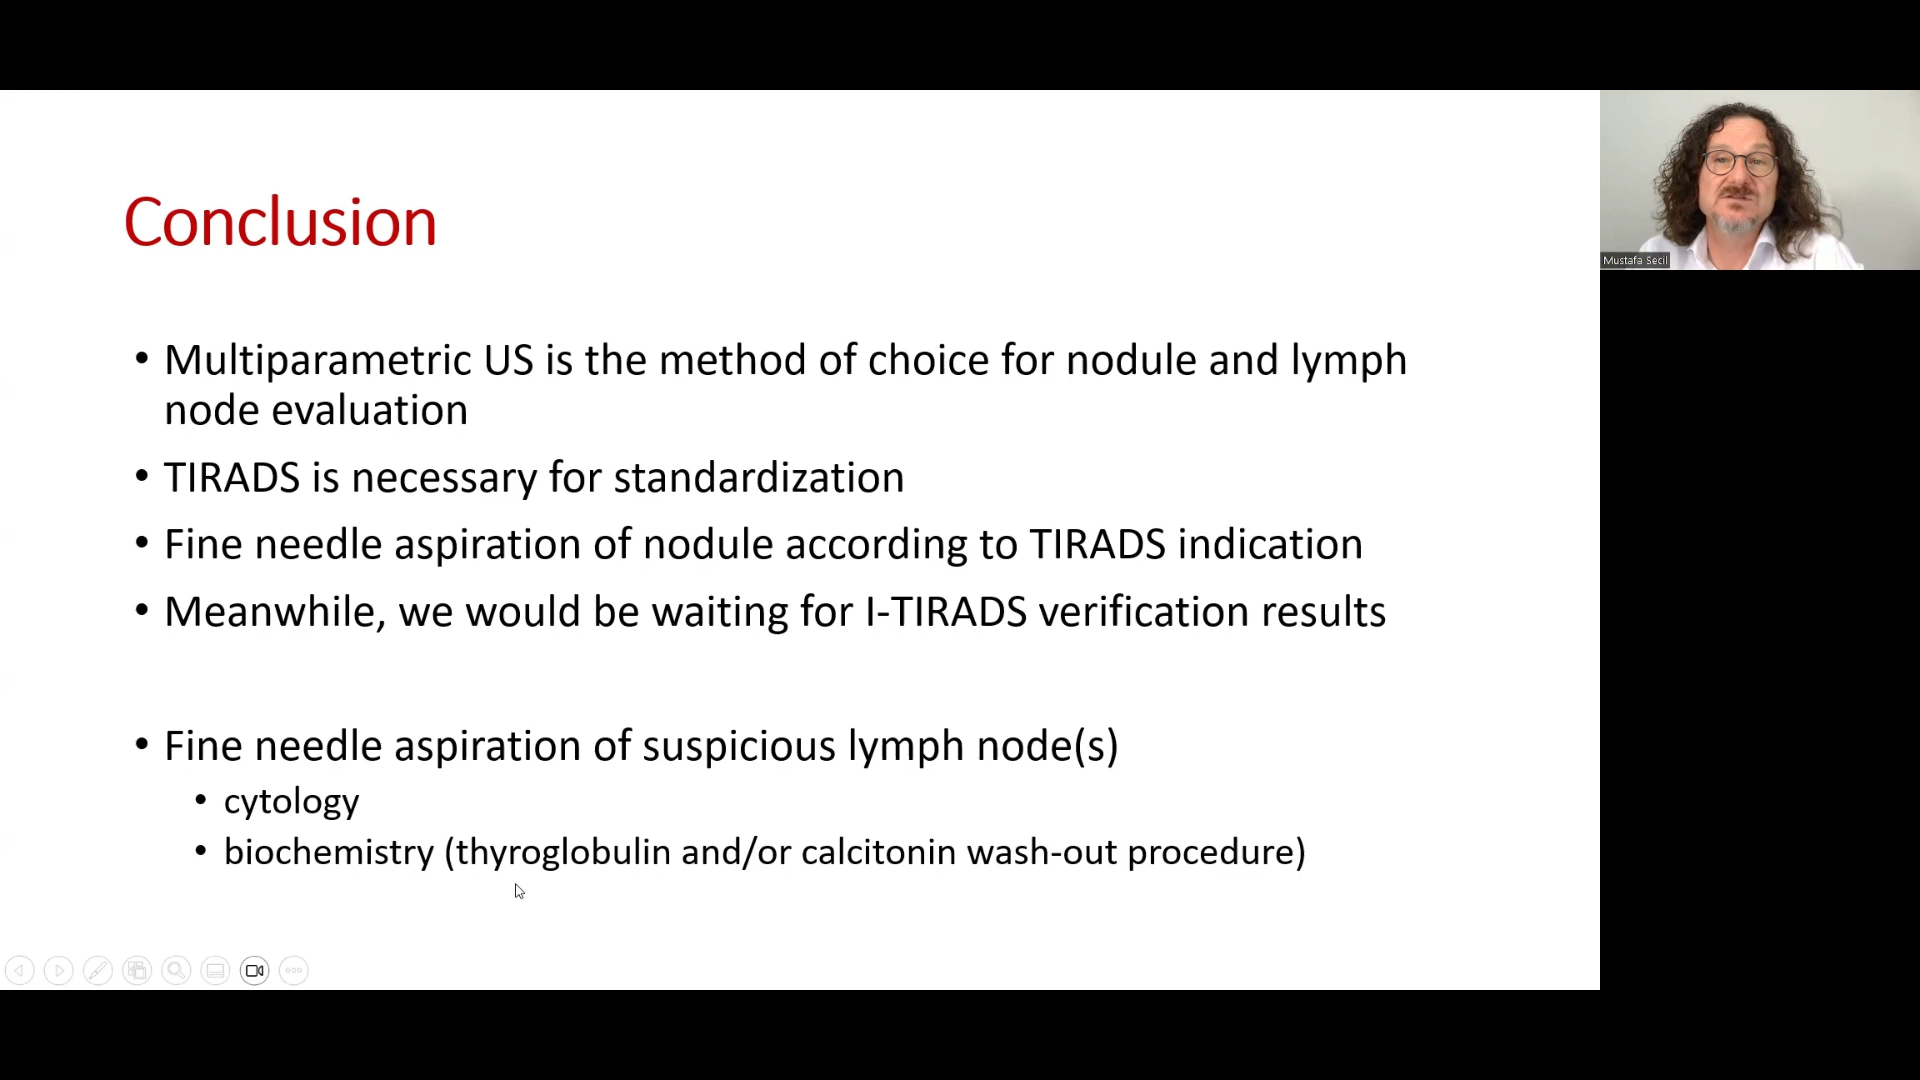 Conclusion
• Multiparametric US is the method of choice for nodule and lymph
node evaluation
• TIRADS is necessary for standardization
• Fine needle aspiration of nodule according to TIRADS indication
• Meanwhile, we would be waiting for I-TIRADS verification results
• Fine needle aspiration of suspicious lymph node(s)
• cytology
• biochemistry (thyroglobulin and/or calcitonin wash-out procedure)
Mustafa Secil